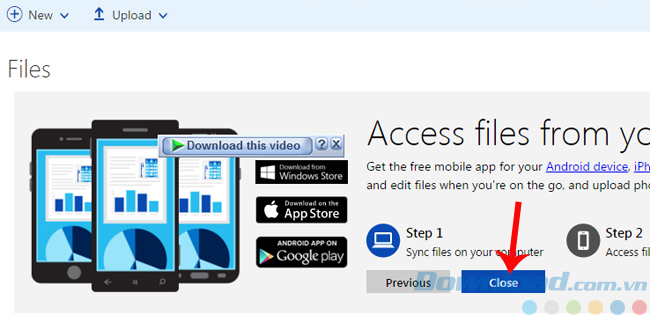 New Upload
Files
Download this video ? X
Access files from yo
Get the free mobile app for your Android device, iPh
and edit files when you're on the go, and upload pho
Download from
Windows Store
Download on the
App Store
ANDROID APP ON
Google play
Step 1
Sync files on your computer
Step 2
Access fil
Previous
Close
Download.com.vn